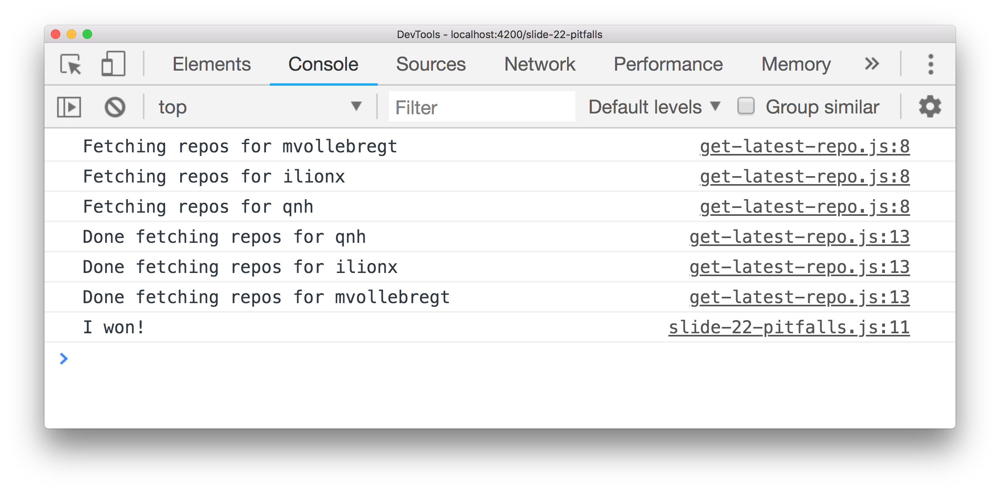 DevTools - localhost:4200/slide-22-pitfalls
Elements Console Sources Network Performance Memory
top Filter Default levels Group similar
Fetching repos for mvollebregt get-latest-repo.js:8
Fetching repos for ilionx get-latest-repo.js:8
Fetching repos for qnh get-latest-repo.js:8
Done fetching repos for qnh get-latest-repo.js:13
Done fetching repos for ilionx get-latest-repo.js:13
Done fetching repos for mvollebregt get-latest-repo.js:13
I won! slide-22-pitfalls.js:11